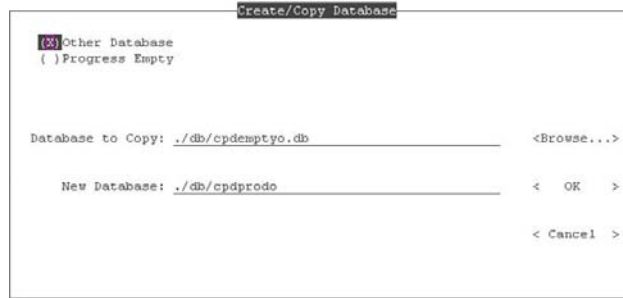 Create/Copy Database
(X)Other Database
( )Progress Empty
Database to Copy: ./db/cpdemptyo.db <Browse...>
New Database: ./db/cpdprodo < OK >
< Cancel >